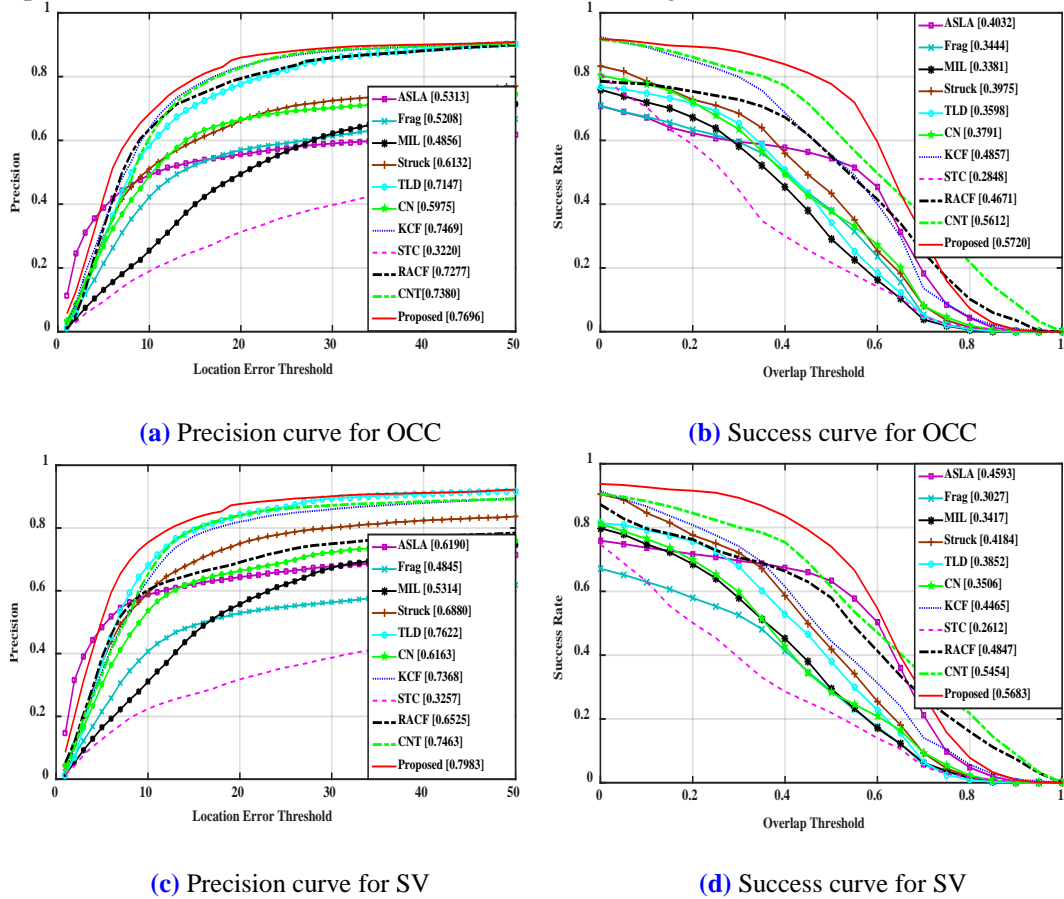 1
0.8
0.6
0.4
0.2
0
Precision
0 10 20 30 40 50
Location Error Threshold
ASLA [0.5313]
Frag [0.5208]
MIL [0.4856]
Struck [0.6132]
TLD [0.7147]
CN [0.5975]
KCF [0.7469]
STC [0.3220]
RACF [0.7277]
CNT[0.7380]
Proposed [0.7696]
(a) Precision curve for OCC
1
0.8
0.6
0.4
0.2
0
Success Rate
0 0.2 0.4 0.6 0.8 1
Overlap Threshold
ASLA [0.4032]
Frag [0.3444]
MIL [0.3381]
Struck [0.3975]
TLD [0.3598]
CN [0.3791]
KCF [0.4857]
STC [0.2848]
RACF [0.4671]
CNT [0.5612]
Proposed [0.5720]
(b) Success curve for OCC
1
0.8
0.6
0.4
0.2
0
Precision
0 10 20 30 40 50
Location Error Threshold
ASLA [0.6190]
Frag [0.4845]
MIL [0.5314]
Struck [0.6880]
TLD [0.7622]
CN [0.6163]
KCF [0.7368]
STC [0.3257]
RACF [0.6525]
CNT [0.7463]
Proposed [0.7983]
(c) Precision curve for SV
1
0.8
0.6
0.4
0.2
0
Success Rate
0 0.2 0.4 0.6 0.8 1
Overlap Threshold
ASLA [0.4593]
Frag [0.3027]
MIL [0.3417]
Struck [0.4184]
TLD [0.3852]
CN [0.3506]
KCF [0.4465]
STC [0.2612]
RACF [0.4847]
CNT [0.5454]
Proposed [0.5683]
(d) Success curve for SV